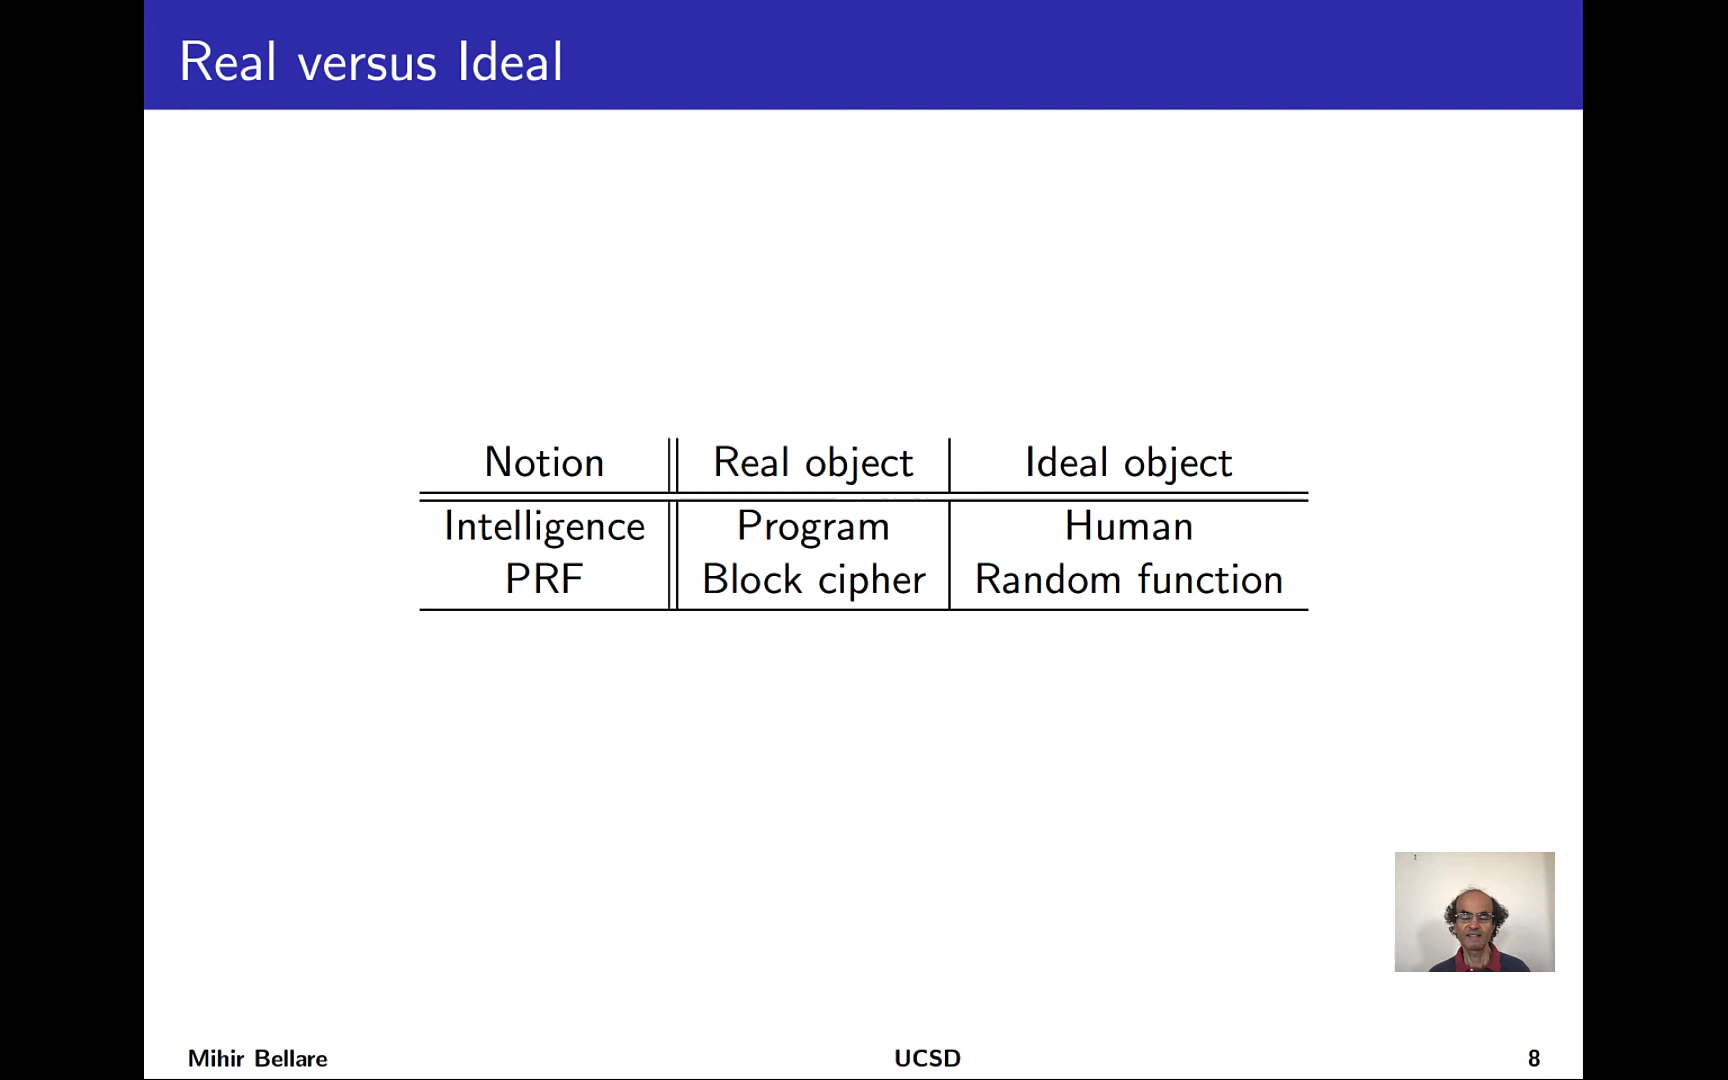 Real versus Ideal
Notion Real object Ideal object
Intelligence Program Human
PRF Block cipher Random function
Mihir Bellare UCSD 8